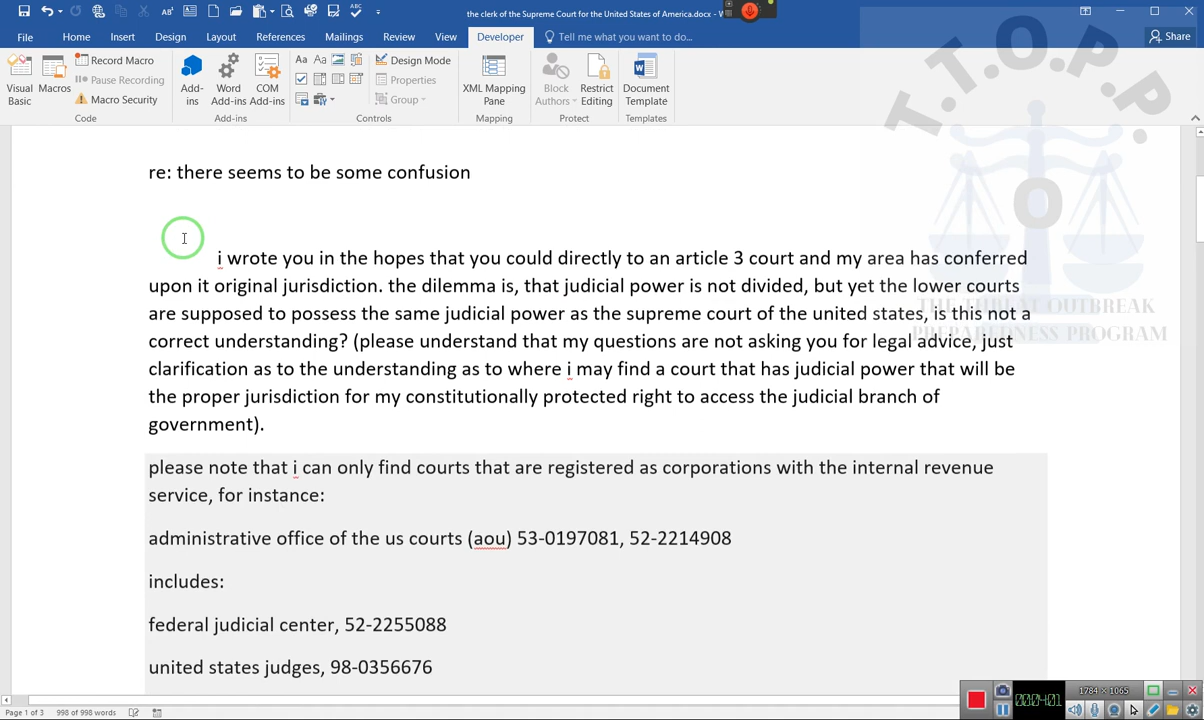 the clerk of the Supreme Court for the United States of America.docx - W
File Home Insert Design Layout References Mailings Review View Developer Tell me what you want to do... Share
Visual Basic
Macros
Record Macro
Pause Recording
Macro Security
Code
Add-ins
Word Add-ins
COM Add-ins
Add-ins
Aa Aa
Design Mode
Properties
Group
Controls
XML Mapping Pane
Mapping
Block Authors
Restrict Editing
Protect
Document Template
Templates
T.T.O.P.P.
O
THE THREAT OUTBREAK
PREPAREDNESS PROGRAM
re: there seems to be some confusion
i wrote you in the hopes that you could directly to an article 3 court and my area has conferred
upon it original jurisdiction. the dilemma is, that judicial power is not divided, but yet the lower courts
are supposed to possess the same judicial power as the supreme court of the united states, is this not a
correct understanding? (please understand that my questions are not asking you for legal advice, just
clarification as to the understanding as to where i may find a court that has judicial power that will be
the proper jurisdiction for my constitutionally protected right to access the judicial branch of
government).
please note that i can only find courts that are registered as corporations with the internal revenue
service, for instance:
administrative office of the us courts (aou) 53-0197081, 52-2214908
includes:
federal judicial center, 52-2255088
united states judges, 98-0356676
Page 1 of 3 998 of 998 words
000401
1784 × 1065